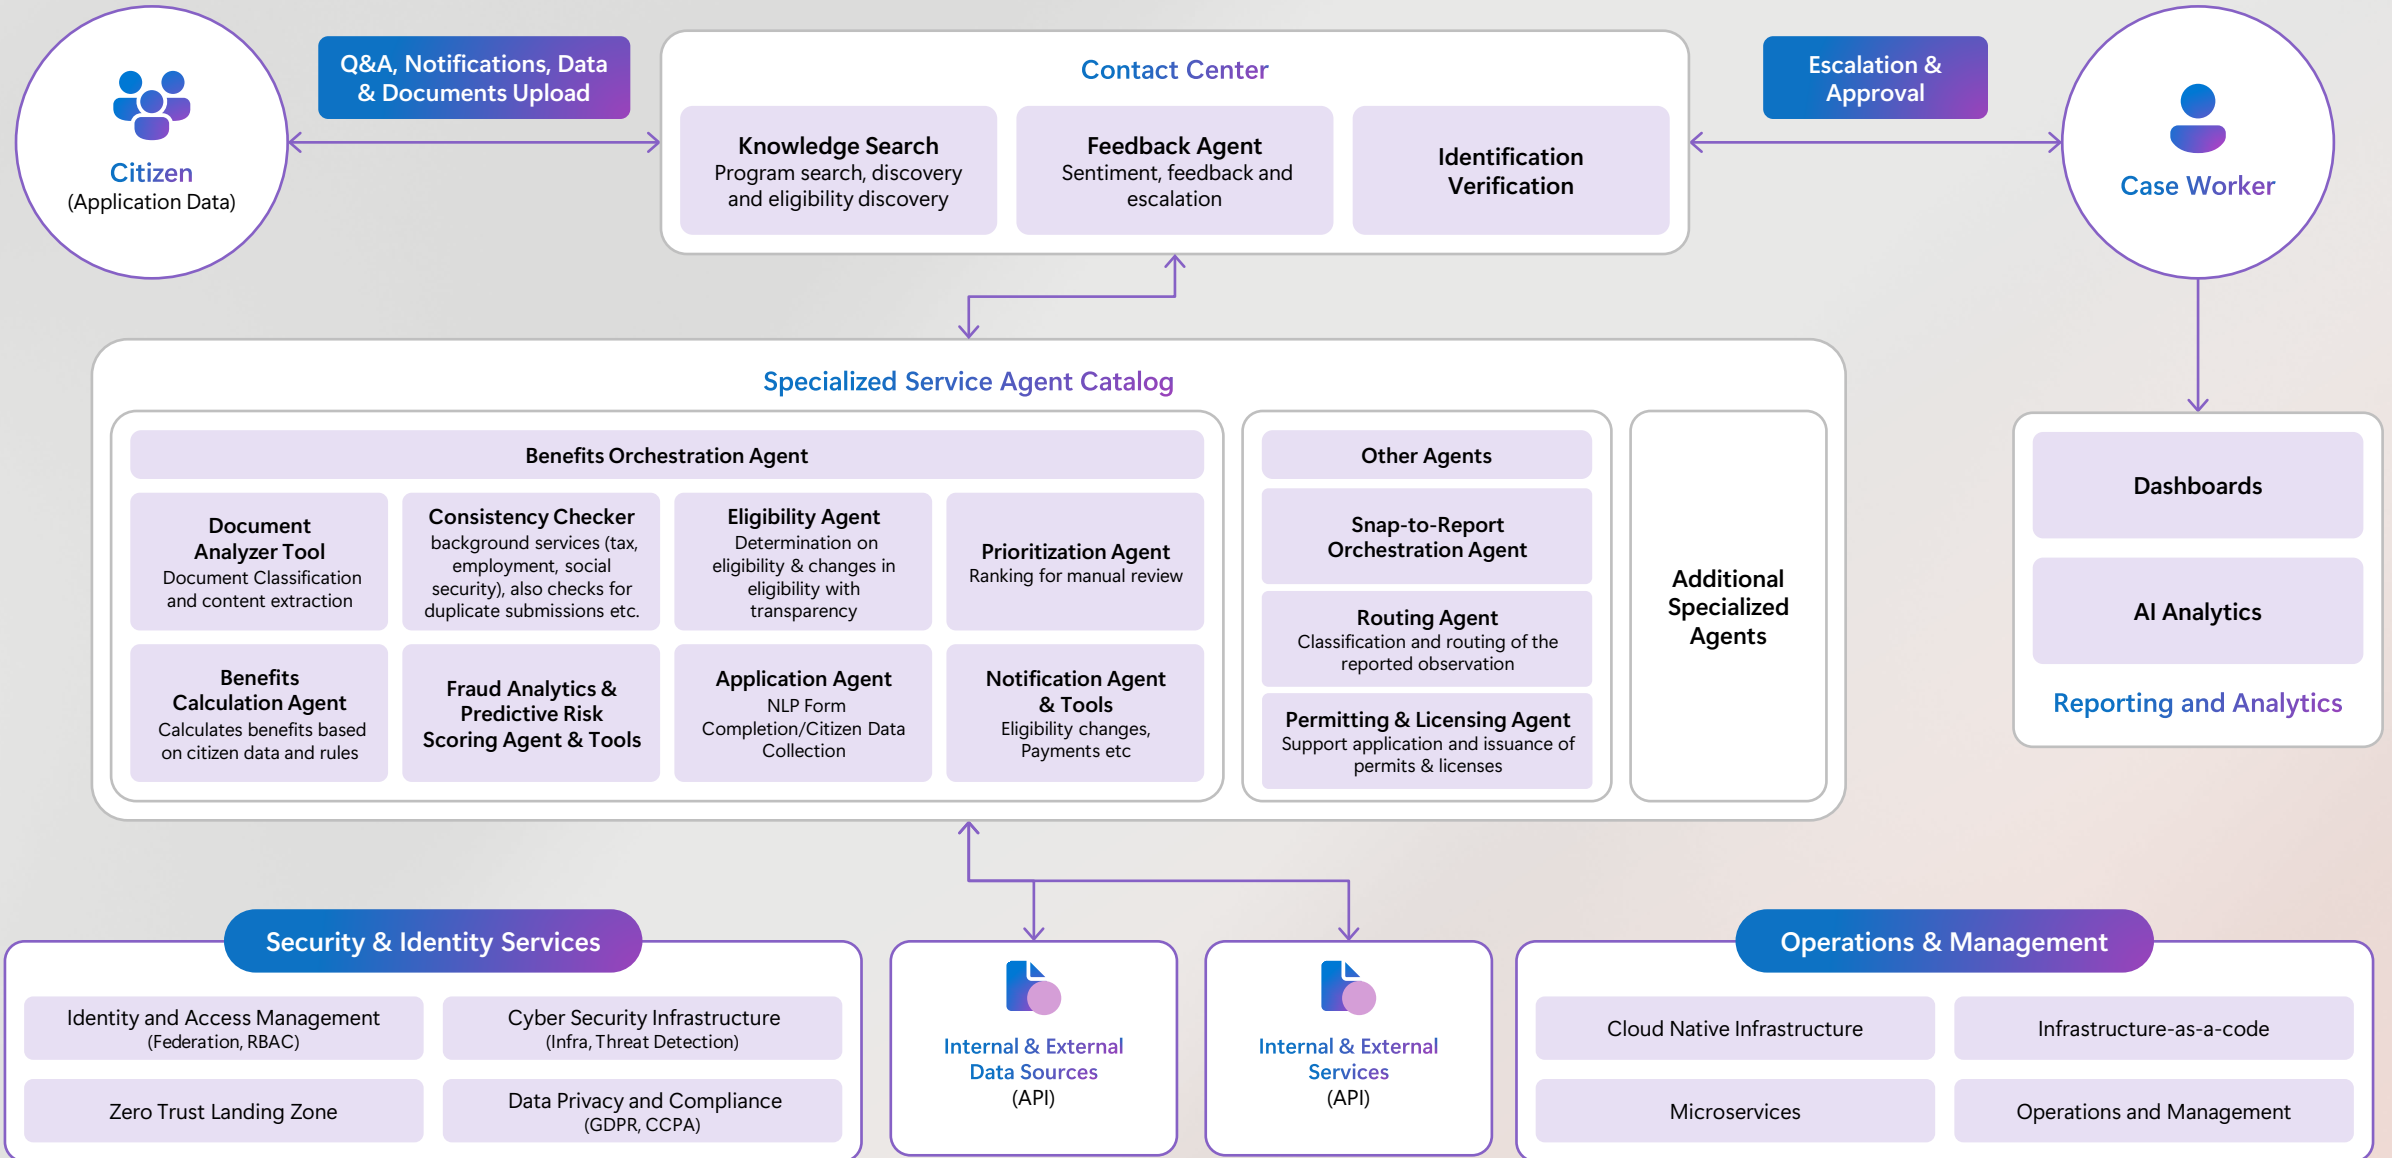 Citizen
(Application Data)
Q&A, Notifications, Data
& Documents Upload
Contact Center
Knowledge Search
Program search, discovery
and eligibility discovery
Feedback Agent
Sentiment, feedback and
escalation
Identification
Verification
Escalation &
Approval
Case Worker
Specialized Service Agent Catalog
Benefits Orchestration Agent
Document
Analyzer Tool
Document Classification
and content extraction
Consistency Checker
background services (tax,
employment, social
security), also checks for
duplicate submissions etc.
Eligibility Agent
Determination on
eligibility & changes in
eligibility with
transparency
Prioritization Agent
Ranking for manual review
Benefits
Calculation Agent
Calculates benefits based
on citizen data and rules
Fraud Analytics &
Predictive Risk
Scoring Agent & Tools
Application Agent
NLP Form
Completion/Citizen Data
Collection
Notification Agent
& Tools
Eligibility changes,
Payments etc
Other Agents
Snap-to-Report
Orchestration Agent
Routing Agent
Classification and routing of the
reported observation
Permitting & Licensing Agent
Support application and issuance of
permits & licenses
Additional
Specialized
Agents
Dashboards
AI Analytics
Reporting and Analytics
Security & Identity Services
Identity and Access Management
(Federation, RBAC)
Cyber Security Infrastructure
(Infra, Threat Detection)
Zero Trust Landing Zone
Data Privacy and Compliance
(GDPR, CCPA)
Internal & External
Data Sources
(API)
Internal & External
Services
(API)
Operations & Management
Cloud Native Infrastructure
Infrastructure-as-a-code
Microservices
Operations and Management